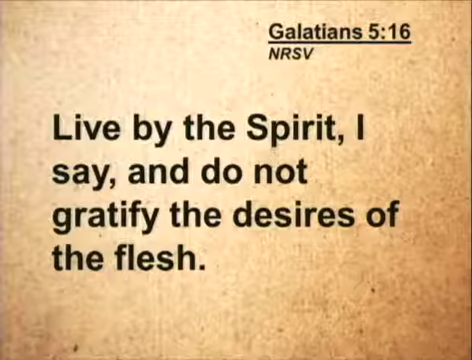 Galatians 5:16
NRSV
Live by the Spirit, I
say, and do not
gratify the desires of
the flesh.